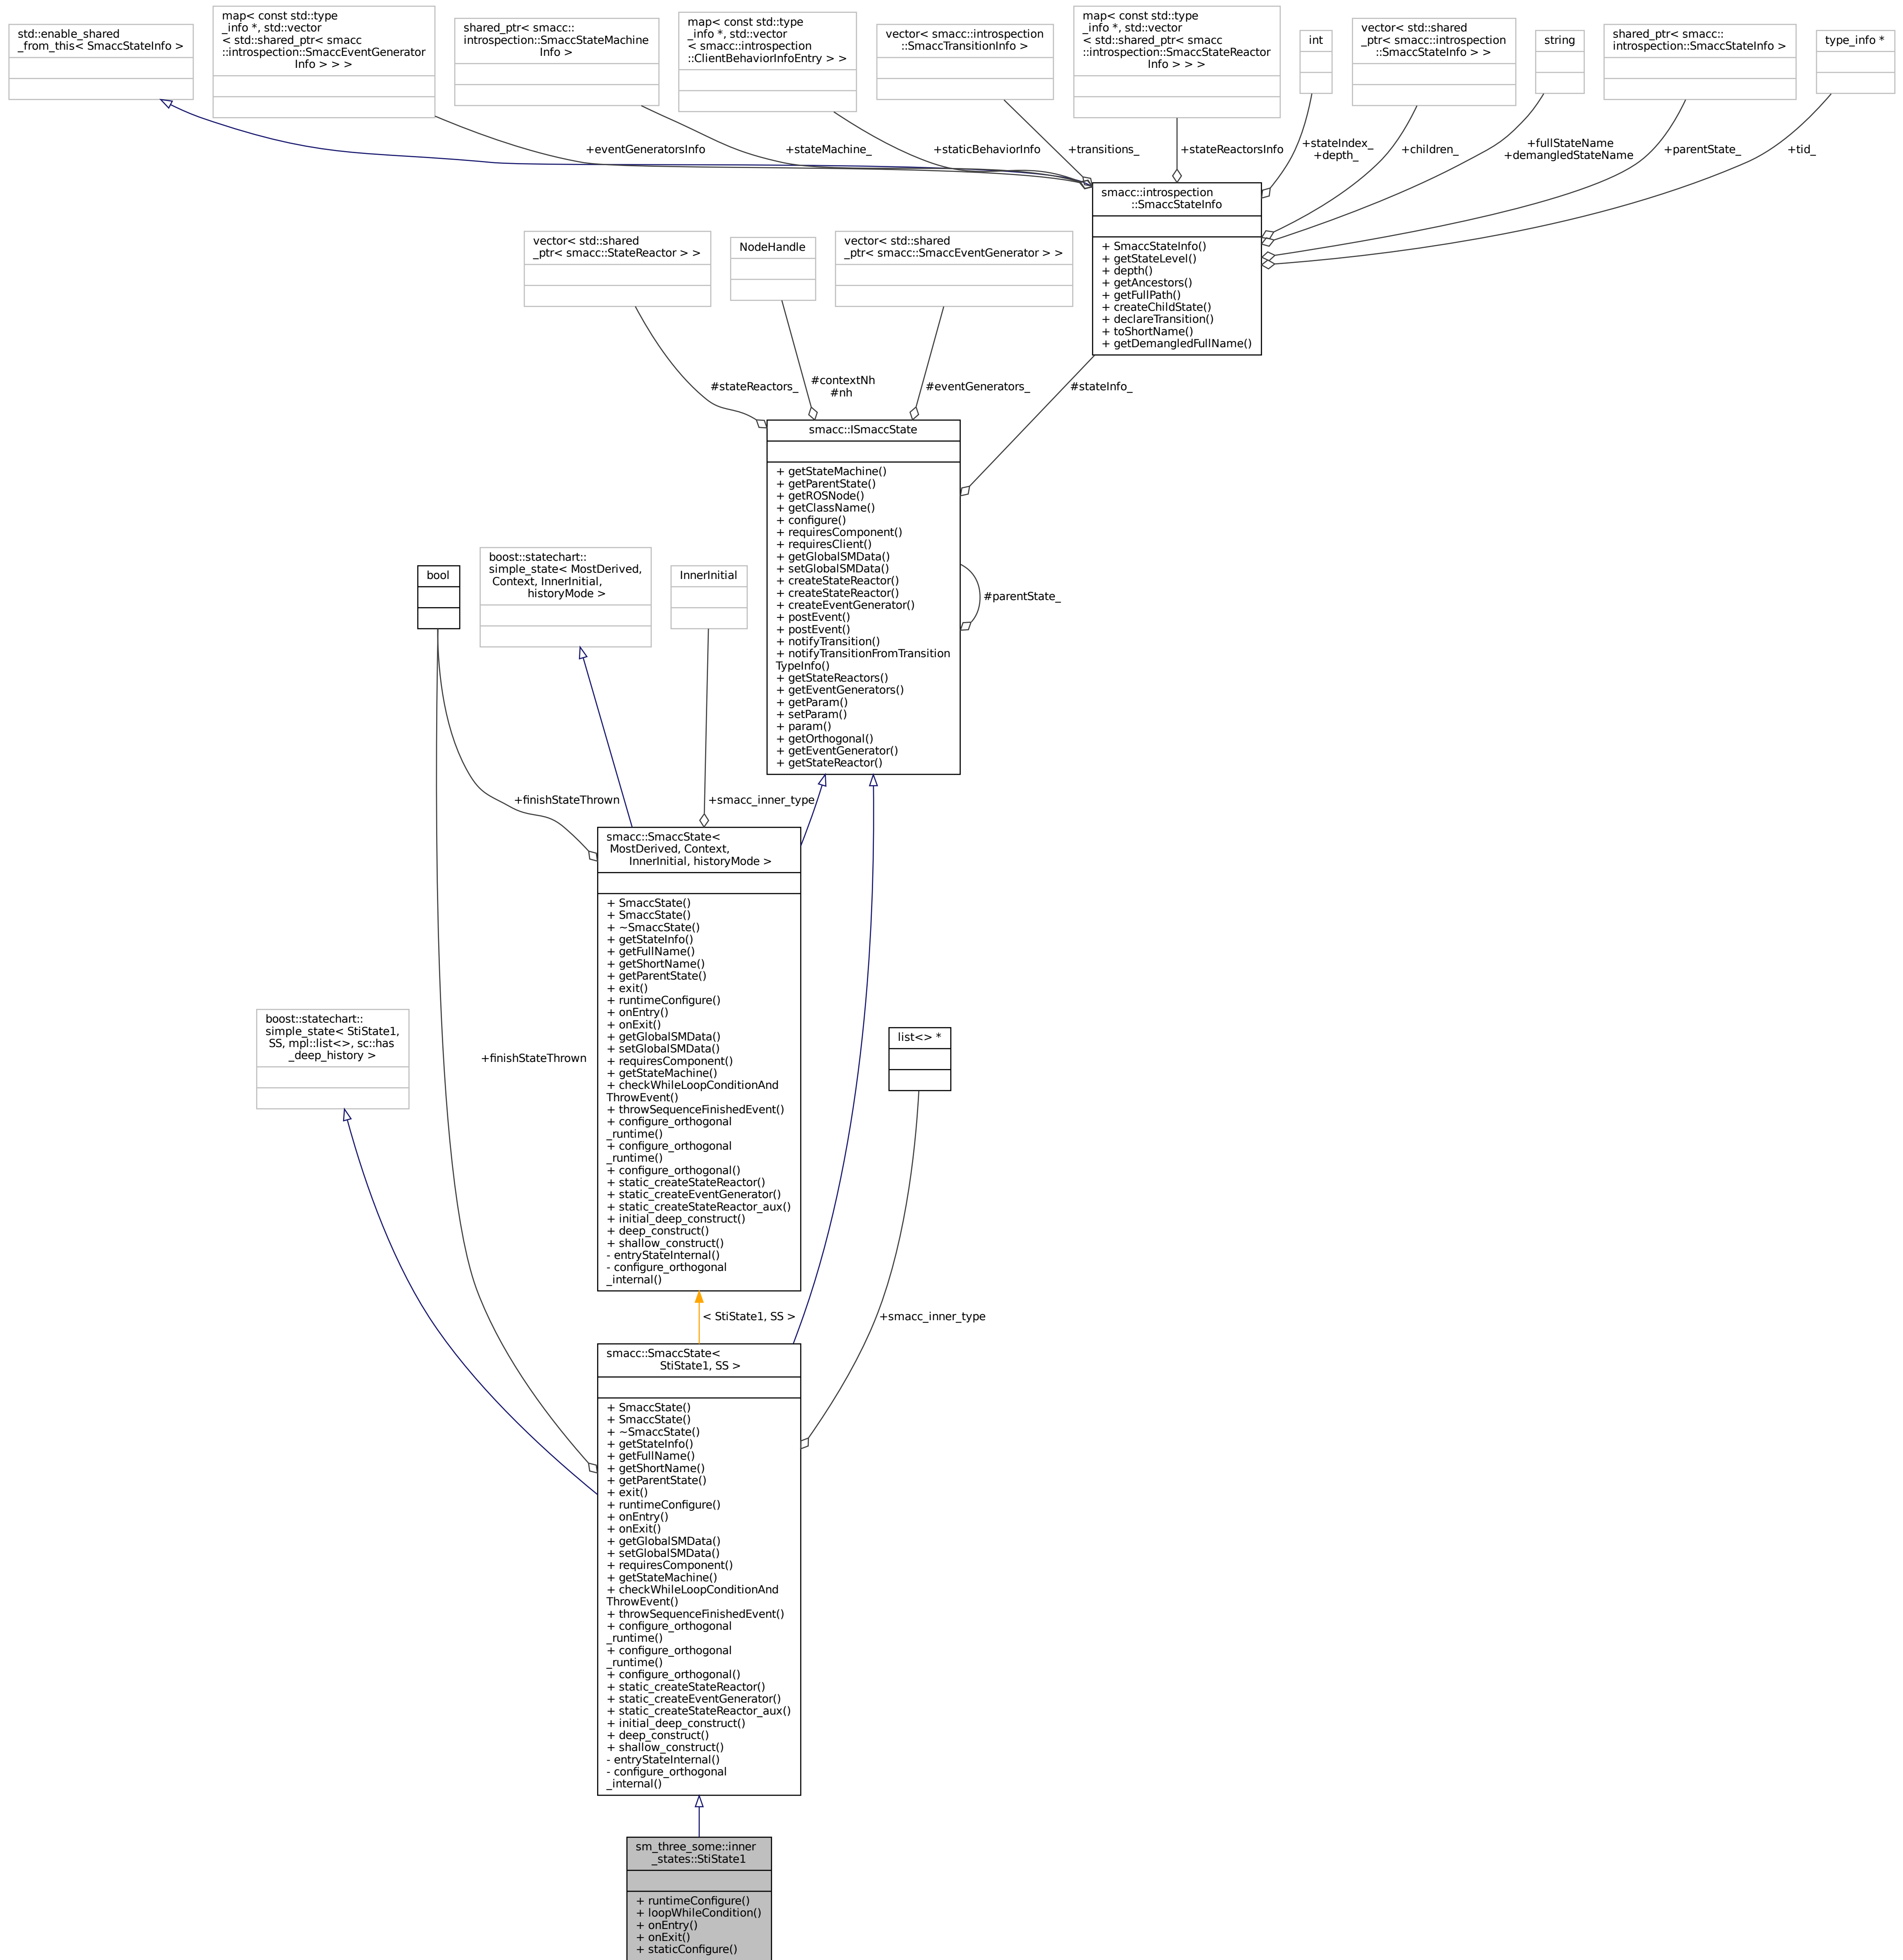 std::enable_shared
_from_this< SmaccStateInfo >
map< const std::type
_info *, std::vector
< std::shared_ptr< smacc
::introspection::SmaccEventGenerator
Info > > >
shared_ptr< smacc::
introspection::SmaccStateMachine
Info >
map< const std::type
_info *, std::vector
< smacc::introspection
::ClientBehaviorInfoEntry > >
vector< smacc::introspection
::SmaccTransitionInfo >
map< const std::type
_info *, std::vector
< std::shared_ptr< smacc
::introspection::SmaccStateReactor
Info > > >
int
vector< std::shared
_ptr< smacc::introspection
::SmaccStateInfo > >
string
shared_ptr< smacc::
introspection::SmaccStateInfo >
type_info *
+eventGeneratorsInfo
+stateMachine_
+staticBehaviorInfo
+transitions_
+stateReactorsInfo
+stateIndex_
+depth_
+children_
+fullStateName
+demangledStateName
+parentState_
+tid_
smacc::introspection
::SmaccStateInfo
+ SmaccStateInfo()
+ getStateLevel()
+ depth()
+ getAncestors()
+ getFullPath()
+ createChildState()
+ declareTransition()
+ toShortName()
+ getDemangledFullName()
vector< std::shared
_ptr< smacc::StateReactor > >
NodeHandle
vector< std::shared
_ptr< smacc::SmaccEventGenerator > >
#stateReactors_
#contextNh
#nh
#eventGenerators_
#stateInfo_
smacc::ISmaccState
+ getStateMachine()
+ getParentState()
+ getROSNode()
+ getClassName()
+ configure()
+ requiresComponent()
+ requiresClient()
+ getGlobalSMData()
+ setGlobalSMData()
+ createStateReactor()
+ createStateReactor()
+ createEventGenerator()
+ postEvent()
+ postEvent()
+ notifyTransition()
+ notifyTransitionFromTransition
TypeInfo()
+ getStateReactors()
+ getEventGenerators()
+ getParam()
+ setParam()
+ param()
+ getOrthogonal()
+ getEventGenerator()
+ getStateReactor()
#parentState_
bool
boost::statechart::
simple_state< MostDerived,
Context, InnerInitial,
historyMode >
InnerInitial
+finishStateThrown
+smacc_inner_type
smacc::SmaccState<
MostDerived, Context,
InnerInitial, historyMode >
+ SmaccState()
+ SmaccState()
+ ~SmaccState()
+ getStateInfo()
+ getFullName()
+ getShortName()
+ getParentState()
+ exit()
+ runtimeConfigure()
+ onEntry()
+ onExit()
+ getGlobalSMData()
+ setGlobalSMData()
+ requiresComponent()
+ getStateMachine()
+ checkWhileLoopConditionAnd
ThrowEvent()
+ throwSequenceFinishedEvent()
+ configure_orthogonal
_runtime()
+ configure_orthogonal
_runtime()
+ configure_orthogonal()
+ static_createStateReactor()
+ static_createEventGenerator()
+ static_createStateReactor_aux()
+ initial_deep_construct()
+ deep_construct()
+ shallow_construct()
- entryStateInternal()
- configure_orthogonal
_internal()
boost::statechart::
simple_state< StiState1,
SS, mpl::list<>, sc::has
_deep_history >
+finishStateThrown
list<> *
< StiState1, SS >
+smacc_inner_type
smacc::SmaccState<
StiState1, SS >
+ SmaccState()
+ SmaccState()
+ ~SmaccState()
+ getStateInfo()
+ getFullName()
+ getShortName()
+ getParentState()
+ exit()
+ runtimeConfigure()
+ onEntry()
+ onExit()
+ getGlobalSMData()
+ setGlobalSMData()
+ requiresComponent()
+ getStateMachine()
+ checkWhileLoopConditionAnd
ThrowEvent()
+ throwSequenceFinishedEvent()
+ configure_orthogonal
_runtime()
+ configure_orthogonal
_runtime()
+ configure_orthogonal()
+ static_createStateReactor()
+ static_createEventGenerator()
+ static_createStateReactor_aux()
+ initial_deep_construct()
+ deep_construct()
+ shallow_construct()
- entryStateInternal()
- configure_orthogonal
_internal()
sm_three_some::inner
_states::StiState1
+ runtimeConfigure()
+ loopWhileCondition()
+ onEntry()
+ onExit()
+ staticConfigure()